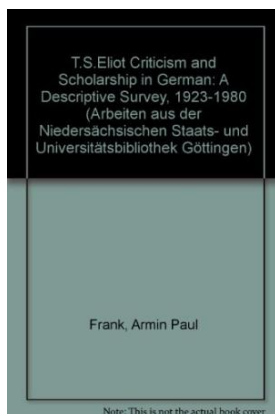 T.S.Eliot Criticism and
Scholarship in German: A
Descriptive Survey, 1923-1980
(Arbeiten aus der
Niedersächsischen Staats- und
Universitätsbibliothek Göttingen)
Frank, Armin Paul
Note: This is not the actual book cover